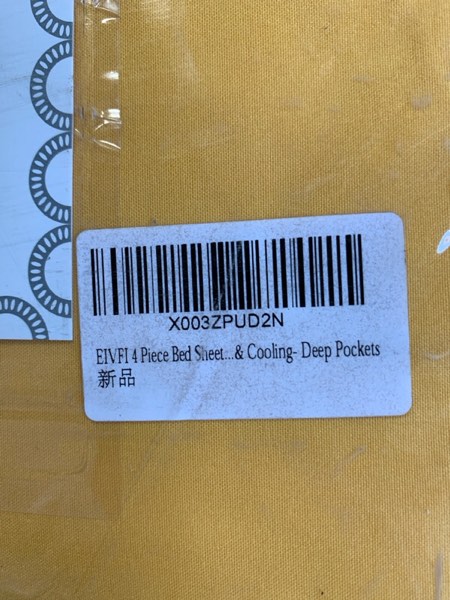 X003ZPUD2N
EIVFI 4 Piece Bed Sheet...& Cooling- Deep Pockets
新品